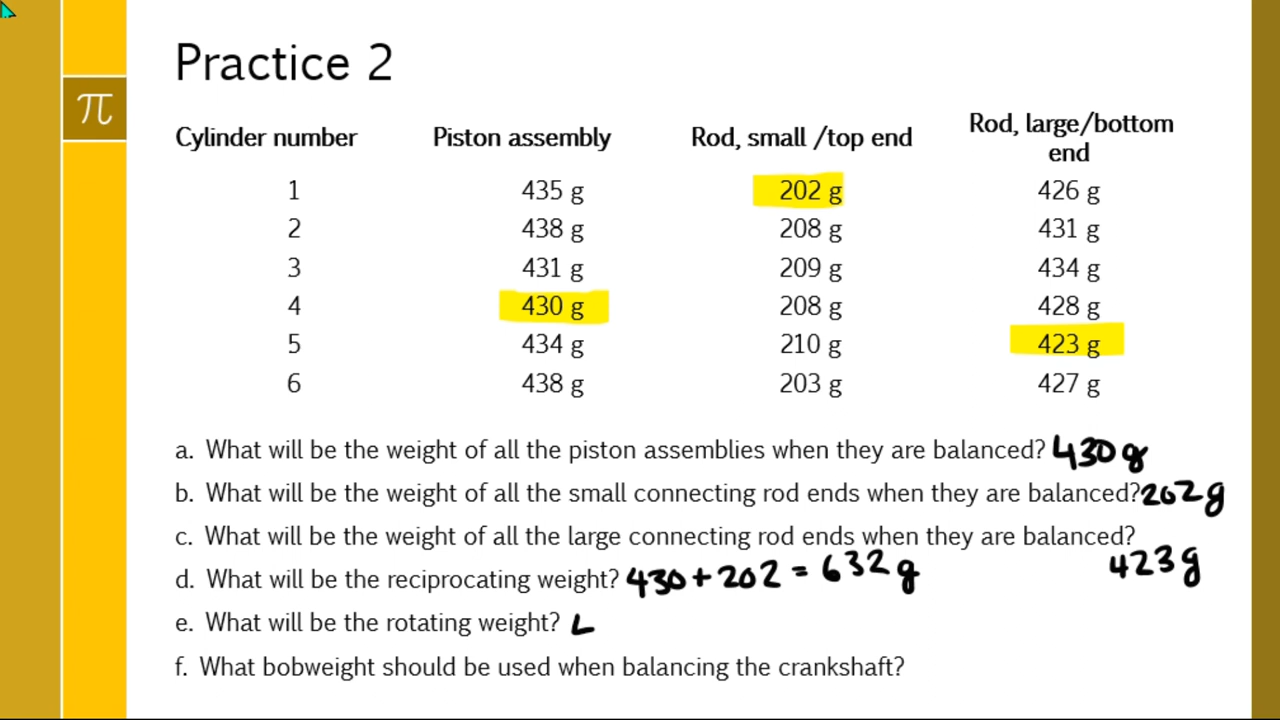 Practice 2
π
Cylinder number Piston assembly Rod, small /top end Rod, large/bottom end
1 435 g 202 g 426 g
2 438 g 208 g 431 g
3 431 g 209 g 434 g
4 430 g 208 g 428 g
5 434 g 210 g 423 g
6 438 g 203 g 427 g
a. What will be the weight of all the piston assemblies when they are balanced? 430 g
b. What will be the weight of all the small connecting rod ends when they are balanced? 202 g
c. What will be the weight of all the large connecting rod ends when they are balanced?
423 g
d. What will be the reciprocating weight? 430 + 202 = 632 g
e. What will be the rotating weight?
f. What bobweight should be used when balancing the crankshaft?